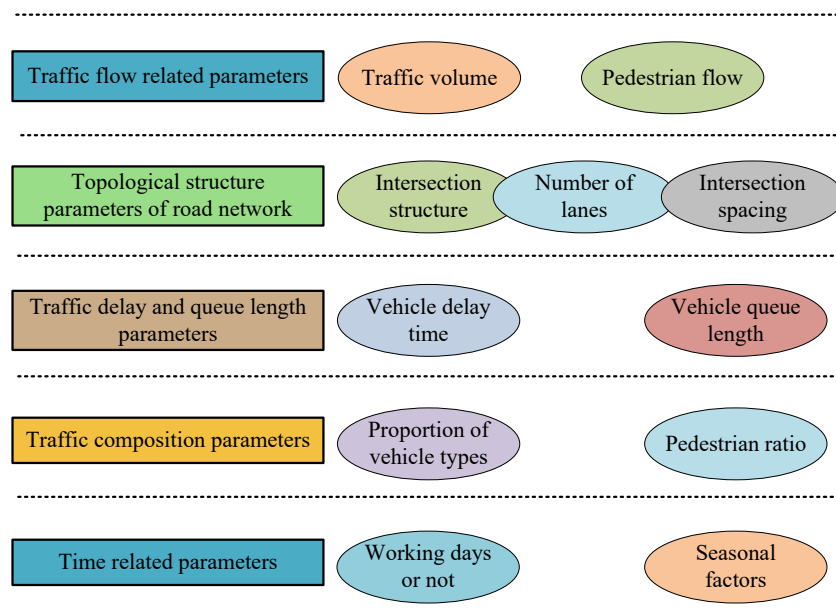 Traffic flow related parameters
Traffic volume
Pedestrian flow
Topological structure
parameters of road network
Intersection
structure
Number of
lanes
Intersection
spacing
Traffic delay and queue length
parameters
Vehicle delay
time
Vehicle queue
length
Traffic composition parameters
Proportion of
vehicle types
Pedestrian ratio
Time related parameters
Working days
or not
Seasonal
factors